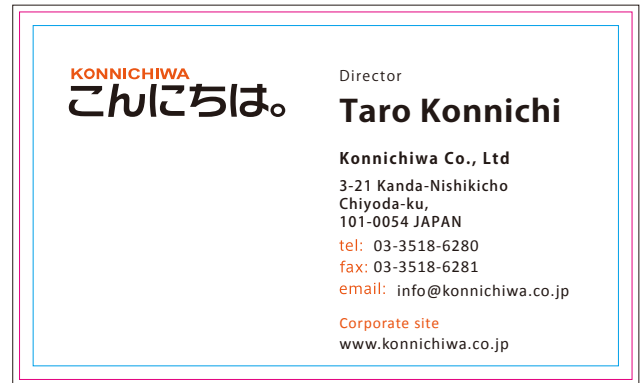 KONNICHIWA
こんにちは。
Director
Taro Konnichi
Konnichiwa Co., Ltd
3-21 Kanda-Nishikicho
Chiyoda-ku,
101-0054 JAPAN
tel: 03-3518-6280
fax: 03-3518-6281
email: info@konnichiwa.co.jp
Corporate site
www.konnichiwa.co.jp